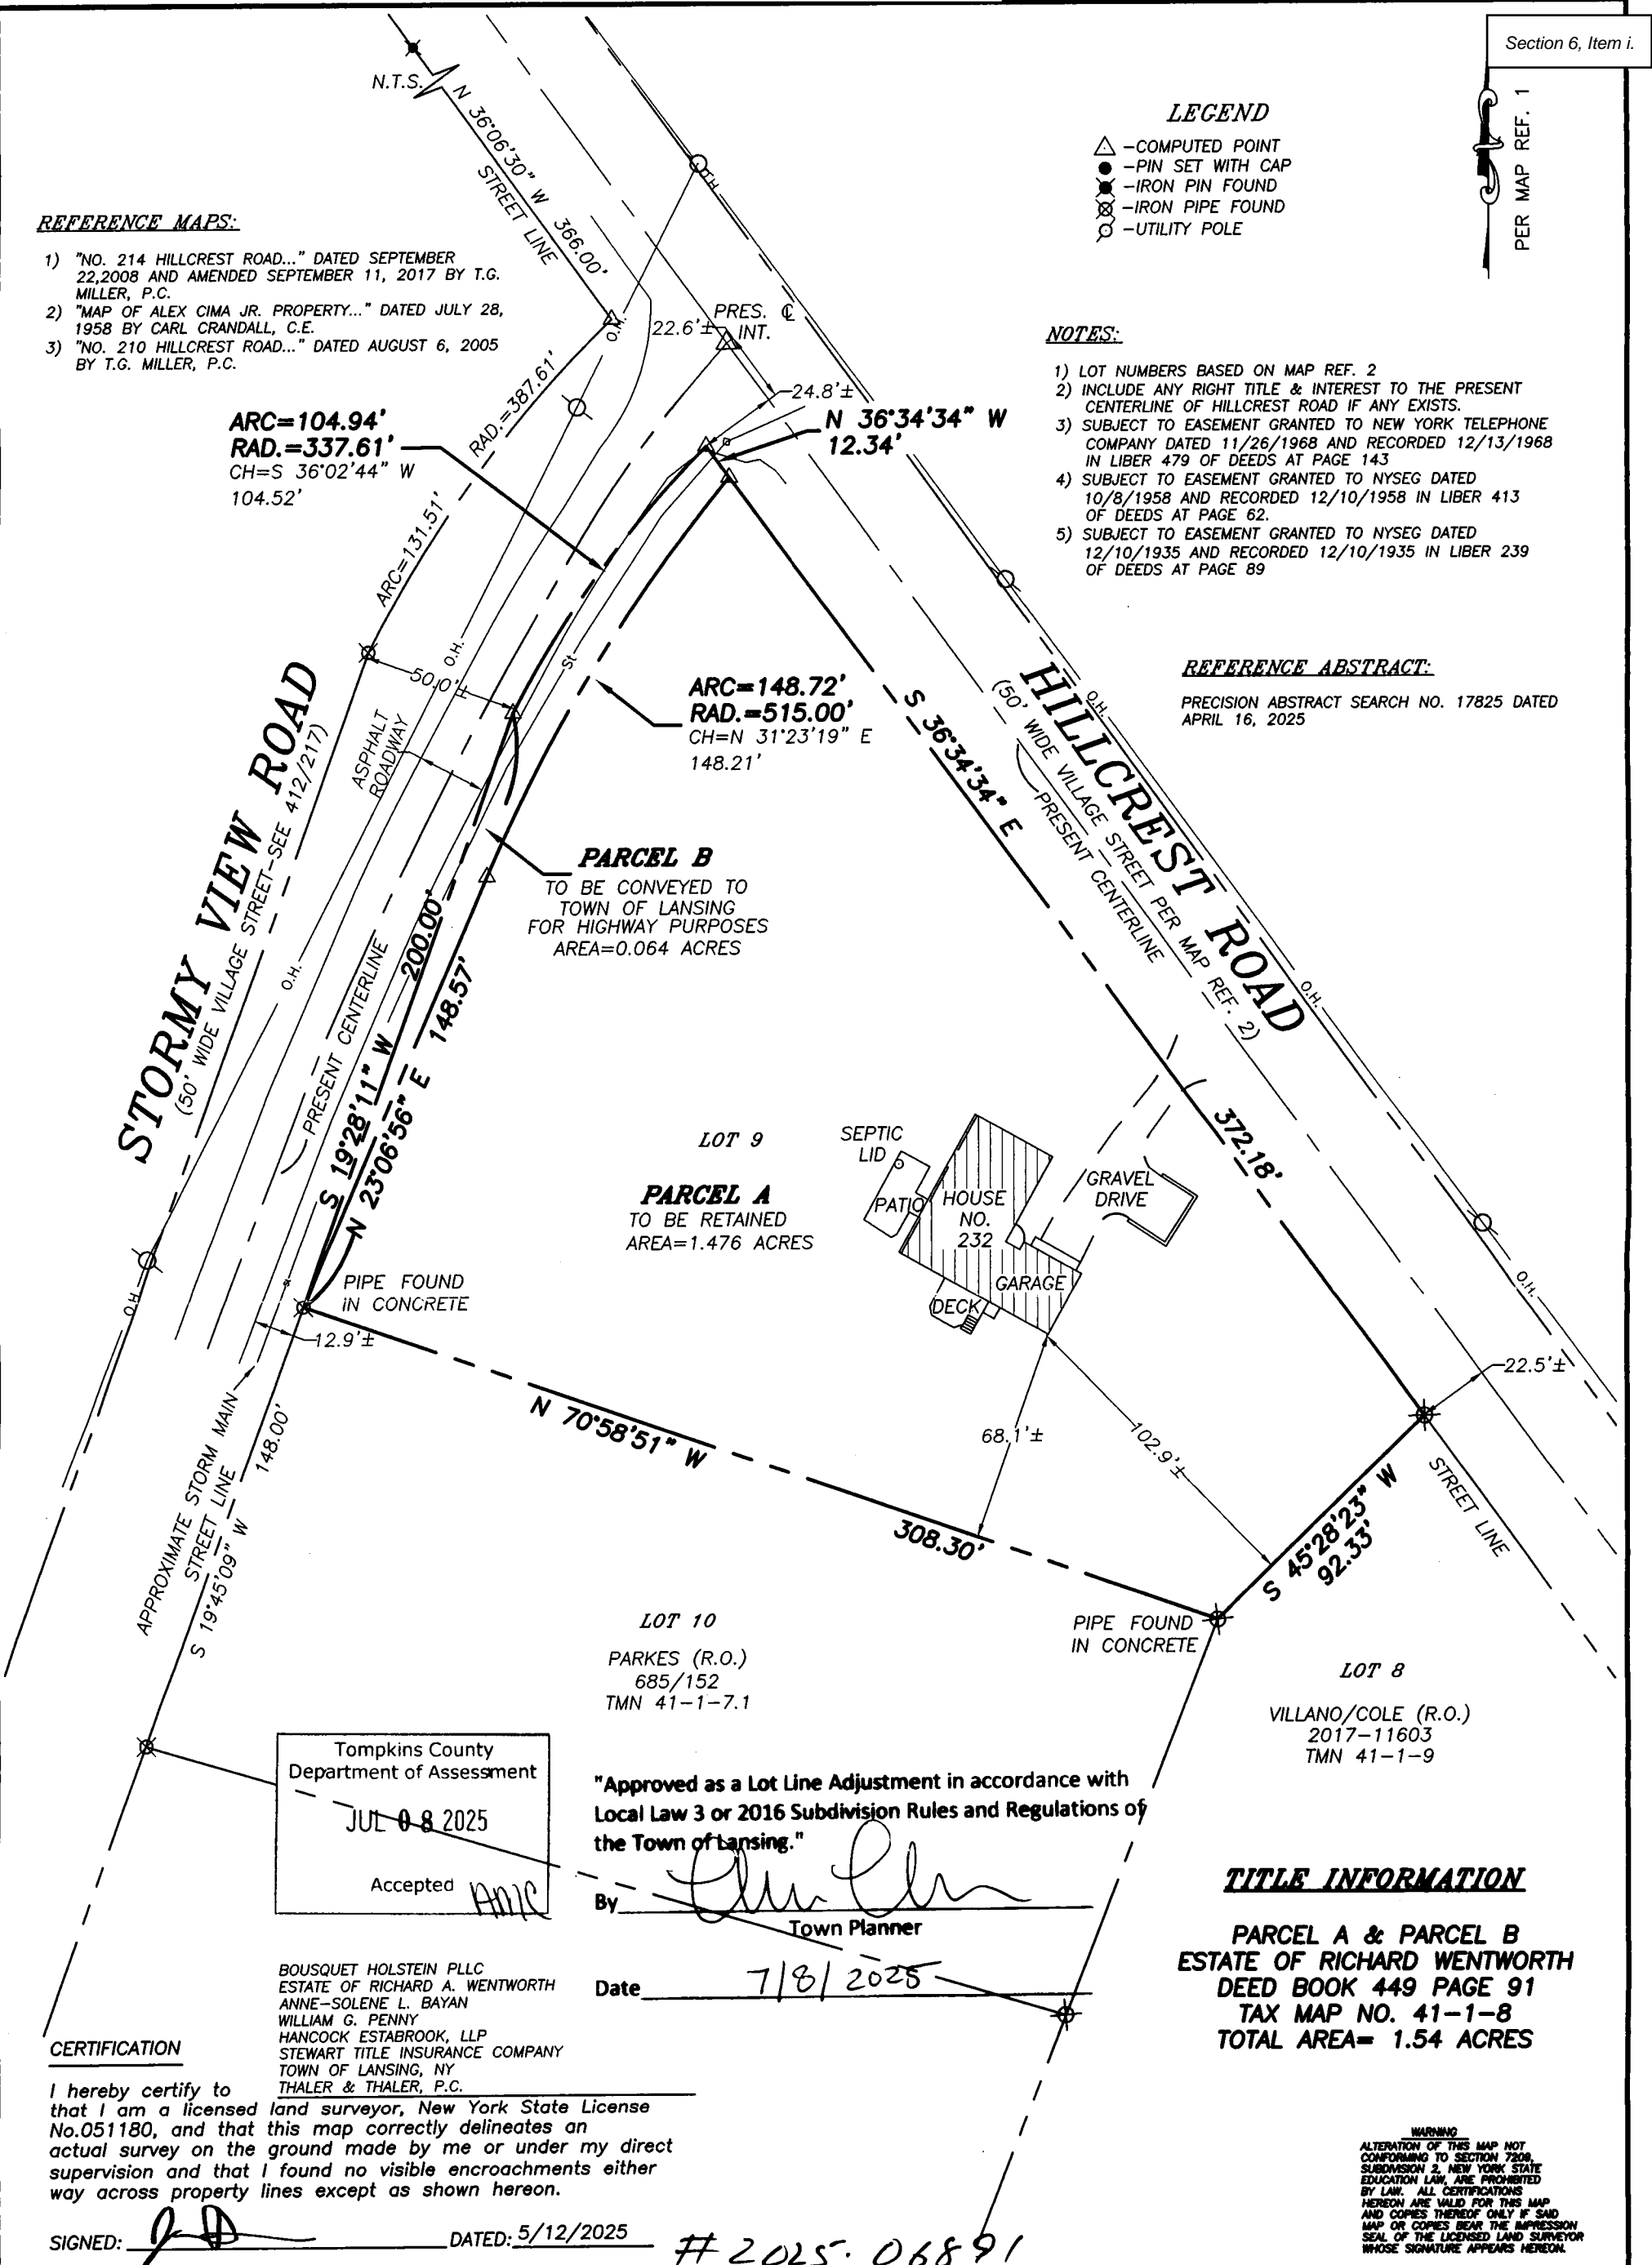 Section 6, Item i.
PER MAP REF. 1
N.T.S.
N 36°06'30" W 366.00'
STREET LINE
LEGEND
-COMPUTED POINT
-PIN SET WITH CAP
-IRON PIN FOUND
-IRON PIPE FOUND
-UTILITY POLE
REFERENCE MAPS:
1) "NO. 214 HILLCREST ROAD..." DATED SEPTEMBER
22,2008 AND AMENDED SEPTEMBER 11, 2017 BY T.G.
MILLER, P.C.
2) "MAP OF ALEX CIMA JR. PROPERTY..." DATED JULY 28,
1958 BY CARL CRANDALL, C.E.
3) "NO. 210 HILLCREST ROAD..." DATED AUGUST 6, 2005
BY T.G. MILLER, P.C.
NOTES:
1) LOT NUMBERS BASED ON MAP REF. 2
2) INCLUDE ANY RIGHT TITLE & INTEREST TO THE PRESENT
CENTERLINE OF HILLCREST ROAD IF ANY EXISTS.
3) SUBJECT TO EASEMENT GRANTED TO NEW YORK TELEPHONE
COMPANY DATED 11/26/1968 AND RECORDED 12/13/1968
IN LIBER 479 OF DEEDS AT PAGE 143
4) SUBJECT TO EASEMENT GRANTED TO NYSEG DATED
10/8/1958 AND RECORDED 12/10/1958 IN LIBER 413
OF DEEDS AT PAGE 62.
5) SUBJECT TO EASEMENT GRANTED TO NYSEG DATED
12/10/1935 AND RECORDED 12/10/1935 IN LIBER 239
OF DEEDS AT PAGE 89
O.H.
PRES. ℄
INT.
22.6'±
24.8'±
RAD.=387.61'
ARC=131.51'
ARC=104.94'
RAD.=337.61'
CH=S 36°02'44" W
104.52'
N 36°34'34" W
12.34'
REFERENCE ABSTRACT:
PRECISION ABSTRACT SEARCH NO. 17825 DATED
APRIL 16, 2025
O.H.
50.0'±
St
ARC=148.72'
RAD.=515.00'
CH=N 31°23'19" E
148.21'
ASPHALT
ROADWAY
STORMY VIEW ROAD
(50' WIDE VILLAGE STREET-SEE 412/217)
HILLCREST ROAD
(50' WIDE VILLAGE STREET PER MAP REF. 2)
PRESENT CENTERLINE
O.H.
O.H.
S 36°34'34" E
372.18'
PARCEL B
TO BE CONVEYED TO
TOWN OF LANSING
FOR HIGHWAY PURPOSES
AREA=0.064 ACRES
O.H.
PRESENT CENTERLINE
S 19°28'11" W 200.00'
N 23°06'56" E 148.57'
LOT 9
PARCEL A
TO BE RETAINED
AREA=1.476 ACRES
SEPTIC
LID
PATIO
HOUSE
NO.
232
GRAVEL
DRIVE
GARAGE
DECK
O.H.
O.H.
PIPE FOUND
IN CONCRETE
12.9'±
22.5'±
APPROXIMATE STORM MAIN
STREET LINE
S 19°45'09" W 148.00'
N 70°58'51" W
308.30'
68.1'±
102.9'±
S 45°28'23" W
92.33'
STREET LINE
PIPE FOUND
IN CONCRETE
LOT 10
PARKES (R.O.)
685/152
TMN 41-1-7.1
LOT 8
VILLANO/COLE (R.O.)
2017-11603
TMN 41-1-9
Tompkins County
Department of Assessment
JUL 08 2025
Accepted
"Approved as a Lot Line Adjustment in accordance with
Local Law 3 or 2016 Subdivision Rules and Regulations of
the Town of Lansing."
By
Town Planner
Date 7/8/2025
TITLE INFORMATION
PARCEL A & PARCEL B
ESTATE OF RICHARD WENTWORTH
DEED BOOK 449 PAGE 91
TAX MAP NO. 41-1-8
TOTAL AREA= 1.54 ACRES
BOUSQUET HOLSTEIN PLLC
ESTATE OF RICHARD A. WENTWORTH
ANNE-SOLENE L. BAYAN
WILLIAM G. PENNY
HANCOCK ESTABROOK, LLP
STEWART TITLE INSURANCE COMPANY
TOWN OF LANSING, NY
THALER & THALER, P.C.
CERTIFICATION
I hereby certify to
that I am a licensed land surveyor, New York State License
No.051180, and that this map correctly delineates an
actual survey on the ground made by me or under my direct
supervision and that I found no visible encroachments either
way across property lines except as shown hereon.
SIGNED:
DATED: 5/12/2025
#2025-06891
WARNING
ALTERATION OF THIS MAP NOT
CONFORMING TO SECTION 7209,
SUBDIVISION 2, NEW YORK STATE
EDUCATION LAW, ARE PROHIBITED
BY LAW. ALL CERTIFICATIONS
HEREON ARE VALID FOR THIS MAP
AND COPIES THEREOF ONLY IF SAID
MAP OR COPIES BEAR THE IMPRESSION
SEAL OF THE LICENSED LAND SURVEYOR
WHOSE SIGNATURE APPEARS HEREON.